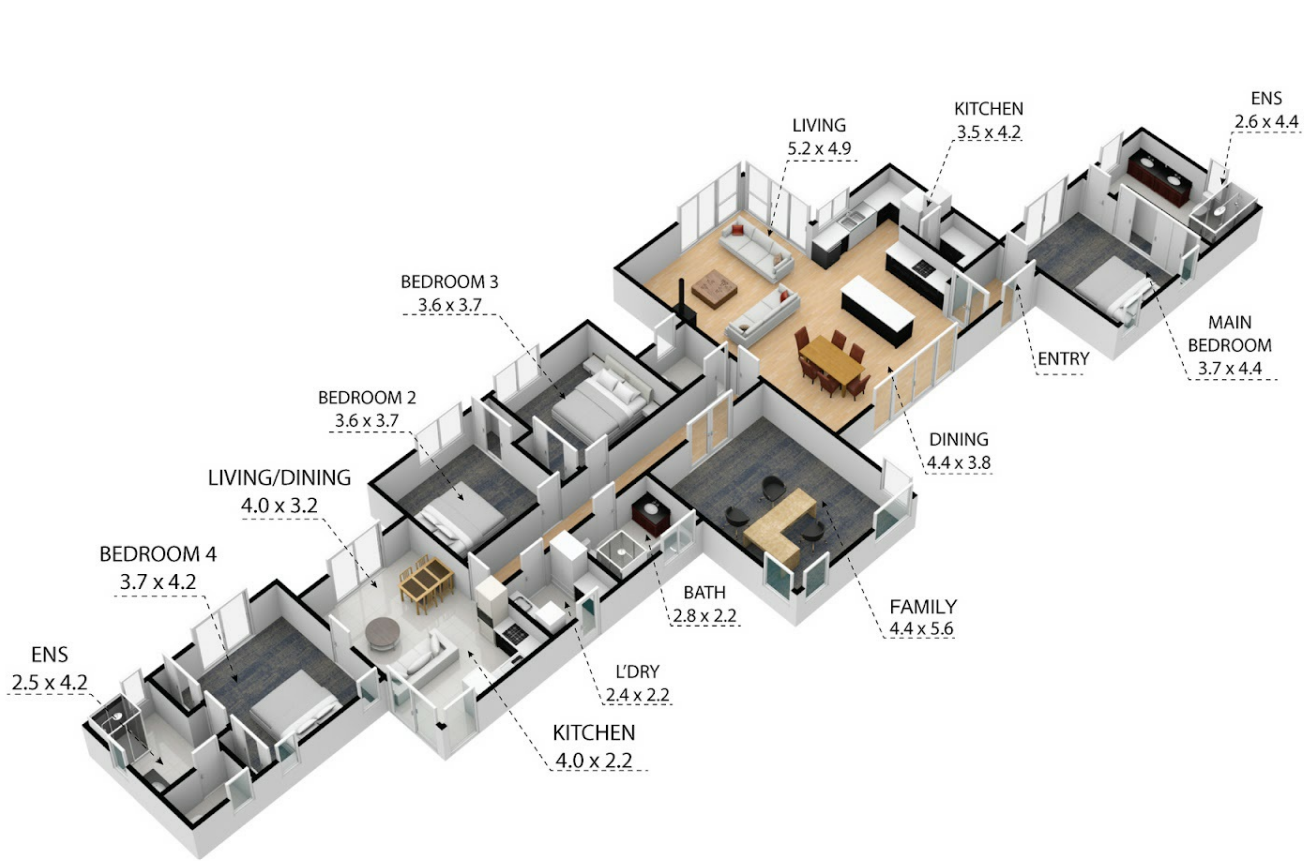 ENS
2.6 x 4.4
KITCHEN
3.5 x 4.2
LIVING
5.2 x 4.9
BEDROOM 3
3.6 x 3.7
MAIN
BEDROOM
3.7 x 4.4
ENTRY
BEDROOM 2
3.6 x 3.7
DINING
4.4 x 3.8
LIVING/DINING
4.0 x 3.2
BEDROOM 4
3.7 x 4.2
BATH
2.8 x 2.2
FAMILY
4.4 x 5.6
ENS
2.5 x 4.2
L'DRY
2.4 x 2.2
KITCHEN
4.0 x 2.2